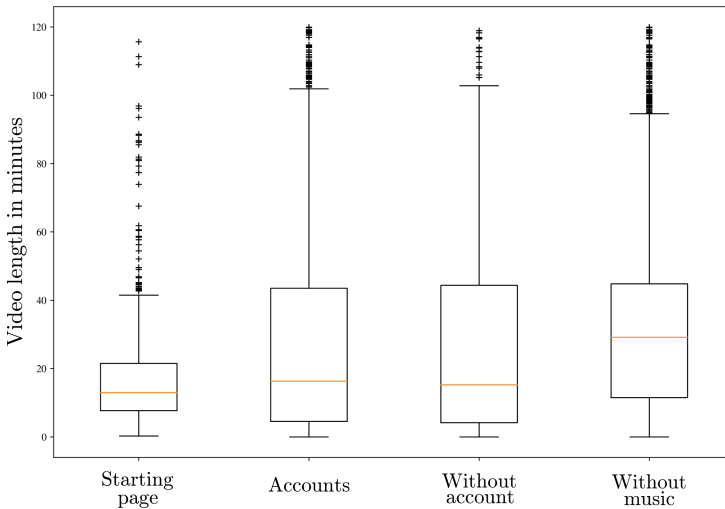 120
100
80
60
40
20
0
Video length in minutes
Starting page
Accounts
Without account
Without music